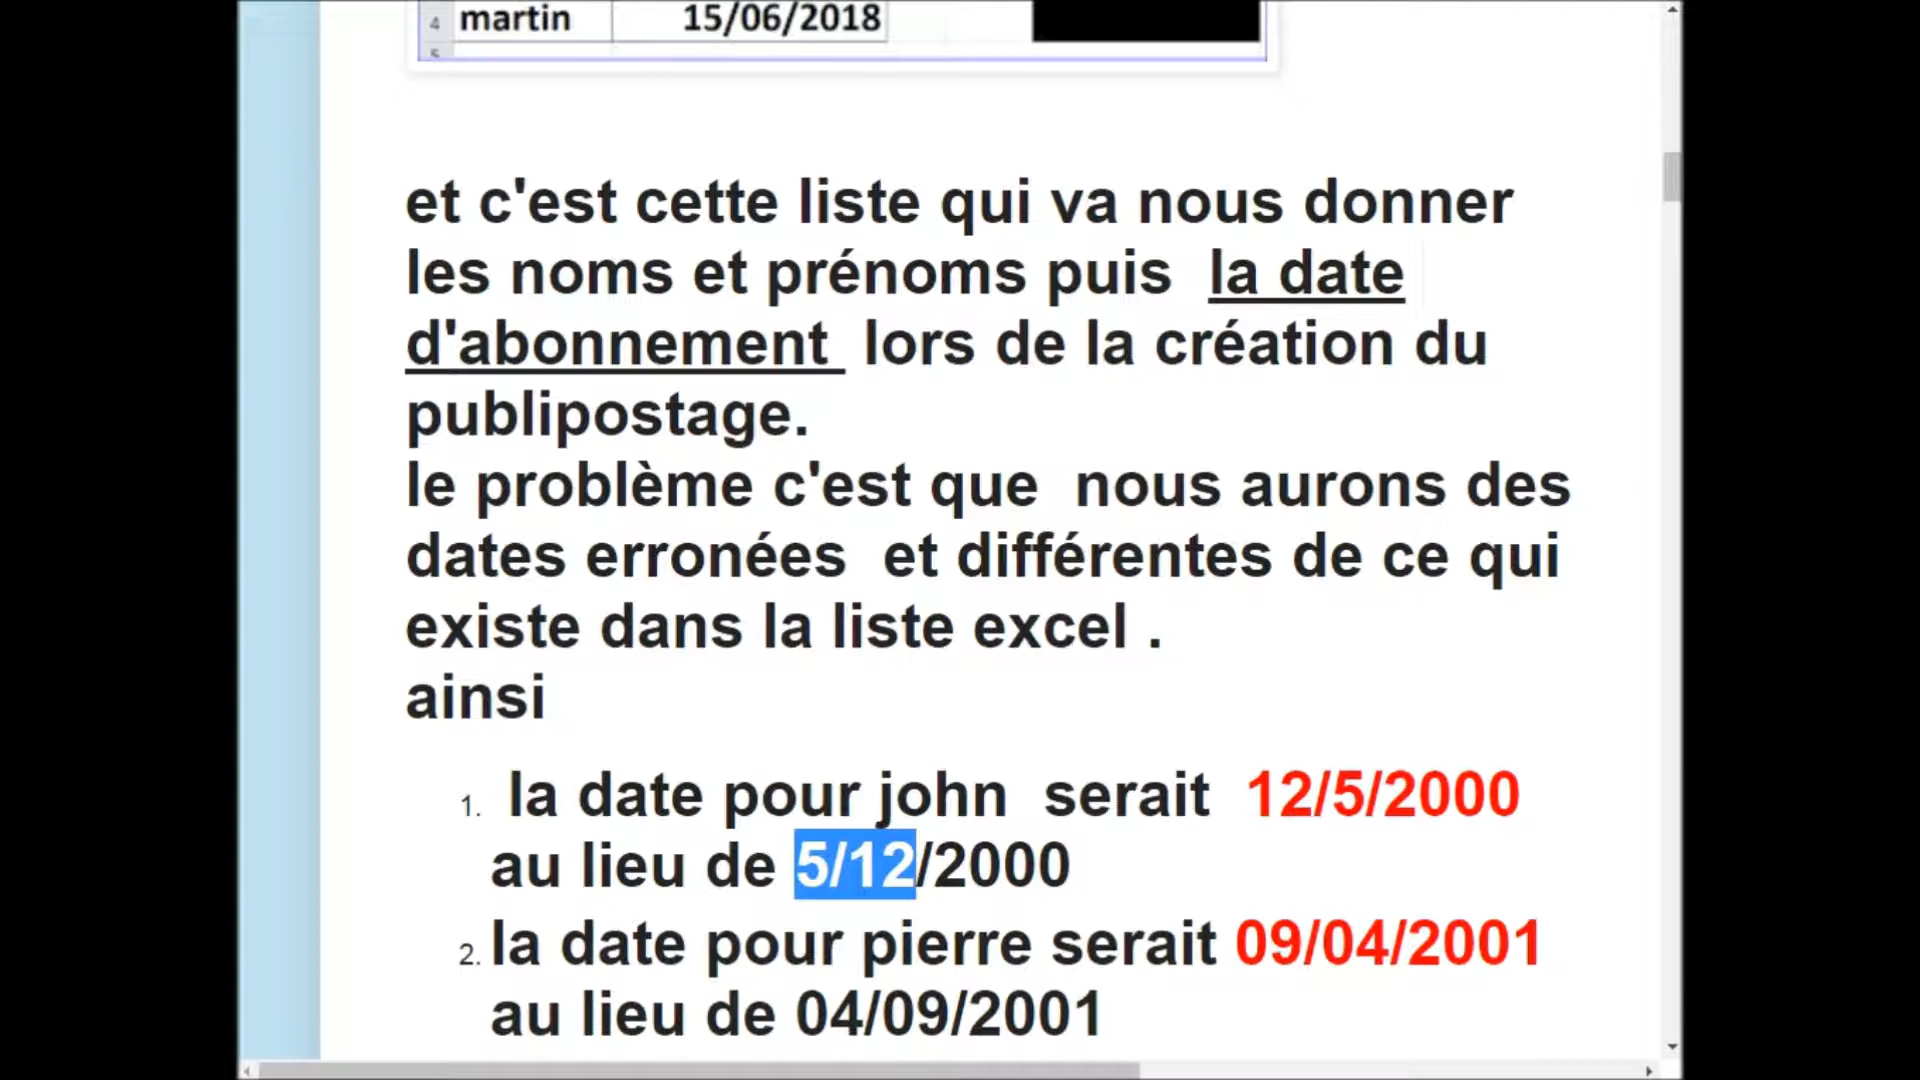 4 martin 15/06/2018
5
et c'est cette liste qui va nous donner
les noms et prénoms puis la date
d'abonnement lors de la création du
publipostage.
le problème c'est que nous aurons des
dates erronées et différentes de ce qui
existe dans la liste excel .
ainsi
1. la date pour john serait 12/5/2000
au lieu de 5/12/2000
2. la date pour pierre serait 09/04/2001
au lieu de 04/09/2001